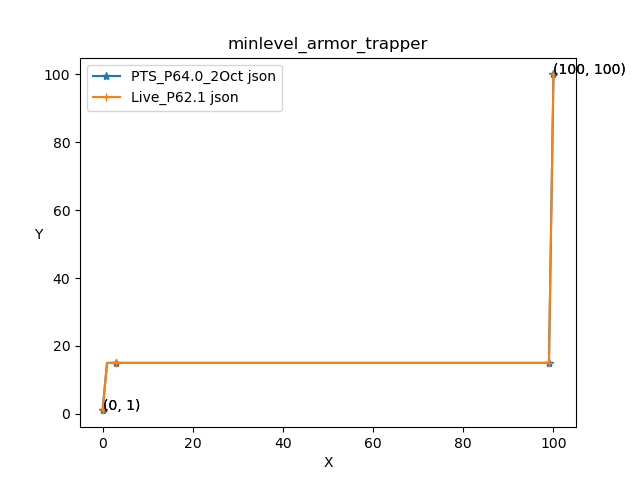 minlevel_armor_trapper
PTS_P64.0_2Oct json
Live_P62.1 json
(100, 100)
100
80
60
40
20
0
Y
(0, 1)
0 20 40 60 80 100
X